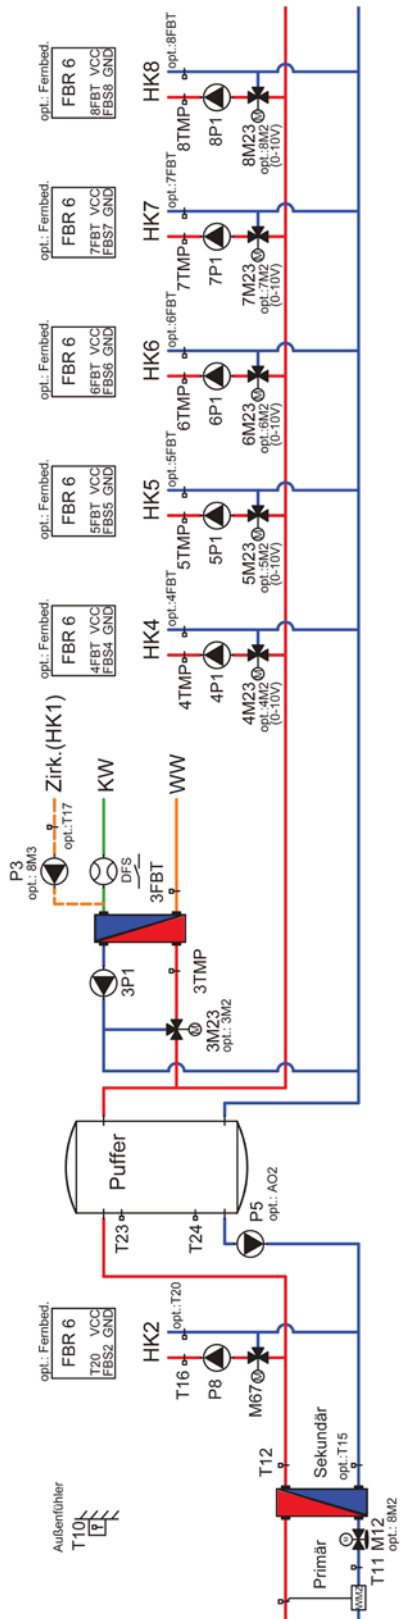 Außenfühler
T10
Primär
WMZ
T11
M12
opt.: 8M2
M
Sekundär
opt.:T15
T12
opt.: Fernbed.
FBR 6
T20 VCC
FBS2 GND
HK2
opt.:T20
T16
P8
M67
M
Puffer
T23
T24
P5
opt.: AO2
P3
opt.: 8M3
Zirk.(HK1)
opt.:T17
KW
DFS
WW
3FBT
3P1
3TMP
3M23
opt.: 3M2
M
opt.: Fernbed.
FBR 6
4FBT VCC
FBS4 GND
HK4
opt.:4FBT
4TMP
4P1
4M23
opt.:4M2
(0-10V)
M
opt.: Fernbed.
FBR 6
5FBT VCC
FBS5 GND
HK5
opt.:5FBT
5TMP
5P1
5M23
opt.:5M2
(0-10V)
M
opt.: Fernbed.
FBR 6
6FBT VCC
FBS6 GND
HK6
opt.:6FBT
6TMP
6P1
6M23
opt.:6M2
(0-10V)
M
opt.: Fernbed.
FBR 6
7FBT VCC
FBS7 GND
HK7
opt.:7FBT
7TMP
7P1
7M23
opt.:7M2
(0-10V)
M
opt.: Fernbed.
FBR 6
8FBT VCC
FBS8 GND
HK8
opt.:8FBT
8TMP
8P1
8M23
opt.:8M2
(0-10V)
M